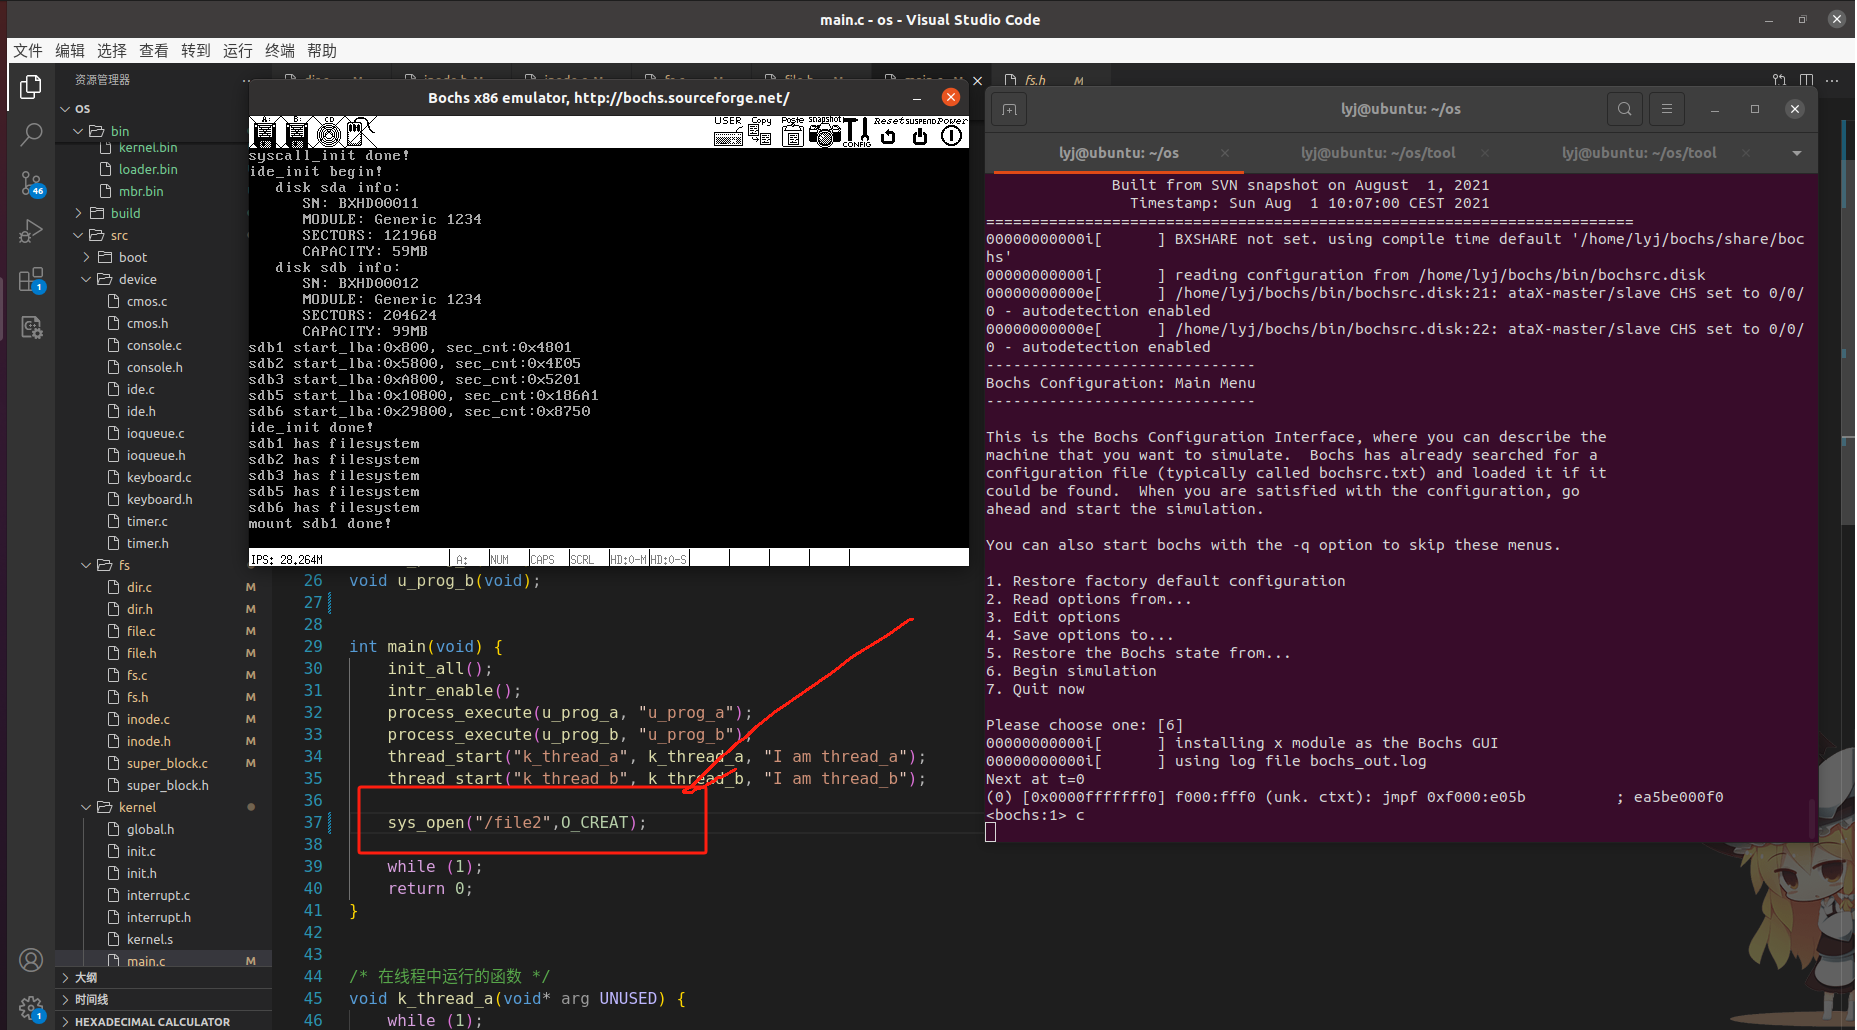 main.c - os - Visual Studio Code
文件 编辑 选择 查看 转到 运行 终端 帮助
资源管理器
OS
bin
kernel.bin
loader.bin
mbr.bin
build
src
boot
device
cmos.c
cmos.h
console.c
console.h
ide.c
ide.h
ioqueue.c
ioqueue.h
keyboard.c
keyboard.h
timer.c
timer.h
fs
dir.c M
dir.h M
file.c M
file.h M
fs.c M
fs.h M
inode.c M
inode.h M
super_block.c M
super_block.h
kernel
global.h
init.c
init.h
interrupt.c
interrupt.h
kernel.s
main.c M
大纲
时间线
HEXADECIMAL CALCULATOR
46
1
1
fs.h M
Bochs x86 emulator, http://bochs.sourceforge.net/
A: B: CD
USER Copy Paste Snapshot CONFIG Reset SUSPEND Power
syscall_init done!
ide_init begin!
disk sda info:
SN: BXHD00011
MODULE: Generic 1234
SECTORS: 121968
CAPACITY: 59MB
disk sdb info:
SN: BXHD00012
MODULE: Generic 1234
SECTORS: 204624
CAPACITY: 99MB
sdb1 start_lba:0x800, sec_cnt:0x4801
sdb2 start_lba:0x5800, sec_cnt:0x4E05
sdb3 start_lba:0xA800, sec_cnt:0x5201
sdb5 start_lba:0x10800, sec_cnt:0x186A1
sdb6 start_lba:0x29800, sec_cnt:0x8750
ide_init done!
sdb1 has filesystem
sdb2 has filesystem
sdb3 has filesystem
sdb5 has filesystem
sdb6 has filesystem
mount sdb1 done!
IPS: 28.264M A: NUM CAPS SCRL HD:0-M HD:0-S
26 void u_prog_b(void);
27
28
29 int main(void) {
30 init_all();
31 intr_enable();
32 process_execute(u_prog_a, "u_prog_a");
33 process_execute(u_prog_b, "u_prog_b");
34 thread_start("k_thread_a", k_thread_a, "I am thread_a");
35 thread_start("k_thread_b", k_thread_b, "I am thread_b");
36
37 sys_open("/file2",O_CREAT);
38
39 while (1);
40 return 0;
41 }
42
43
44 /* 在线程中运行的函数 */
45 void k_thread_a(void* arg UNUSED) {
46 while (1);
lyj@ubuntu: ~/os
lyj@ubuntu: ~/os lyj@ubuntu: ~/os/tool lyj@ubuntu: ~/os/tool
Built from SVN snapshot on August  1, 2021
Timestamp: Sun Aug  1 10:07:00 CEST 2021
========================================================================
00000000000i[      ] BXSHARE not set. using compile time default '/home/lyj/bochs/share/boc
hs'
00000000000i[      ] reading configuration from /home/lyj/bochs/bin/bochsrc.disk
00000000000e[      ] /home/lyj/bochs/bin/bochsrc.disk:21: ataX-master/slave CHS set to 0/0/
0 - autodetection enabled
00000000000e[      ] /home/lyj/bochs/bin/bochsrc.disk:22: ataX-master/slave CHS set to 0/0/
0 - autodetection enabled
------------------------------
Bochs Configuration: Main Menu
------------------------------
This is the Bochs Configuration Interface, where you can describe the
machine that you want to simulate.  Bochs has already searched for a
configuration file (typically called bochsrc.txt) and loaded it if it
could be found.  When you are satisfied with the configuration, go
ahead and start the simulation.
You can also start bochs with the -q option to skip these menus.
1. Restore factory default configuration
2. Read options from...
3. Edit options
4. Save options to...
5. Restore the Bochs state from...
6. Begin simulation
7. Quit now
Please choose one: [6]
00000000000i[      ] installing x module as the Bochs GUI
00000000000i[      ] using log file bochs_out.log
Next at t=0
(0) [0x0000fffffff0] f000:fff0 (unk. ctxt): jmpf 0xf000:e05b ; ea5be000f0
<bochs:1> c